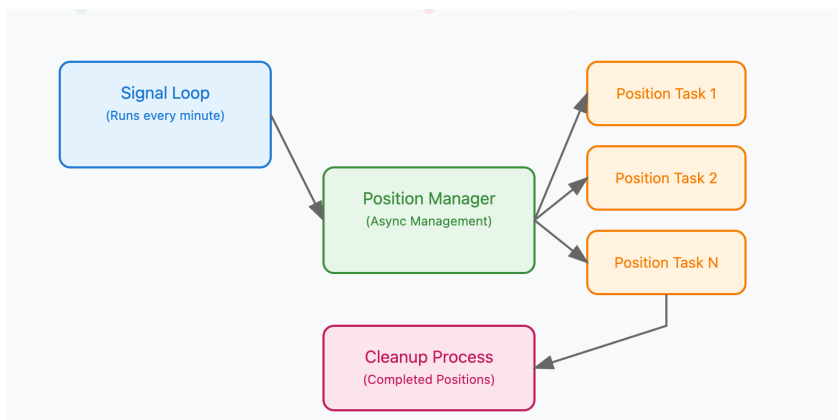 Signal Loop
(Runs every minute)
Position Manager
(Async Management)
Position Task 1
Position Task 2
Position Task N
Cleanup Process
(Completed Positions)